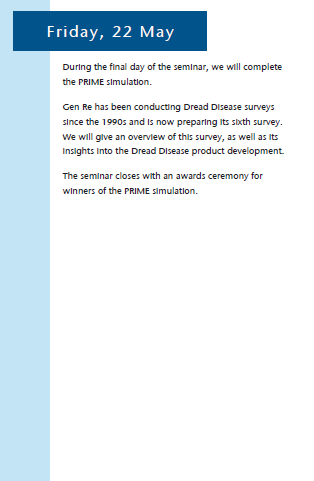 Friday, 22 May
During the final day of the seminar, we will complete
the PRIME simulation.
Gen Re has been conducting Dread Disease surveys
since the 1990s and is now preparing its sixth survey.
We will give an overview of this survey, as well as its
insights into the Dread Disease product development.
The seminar closes with an awards ceremony for
winners of the PRIME simulation.